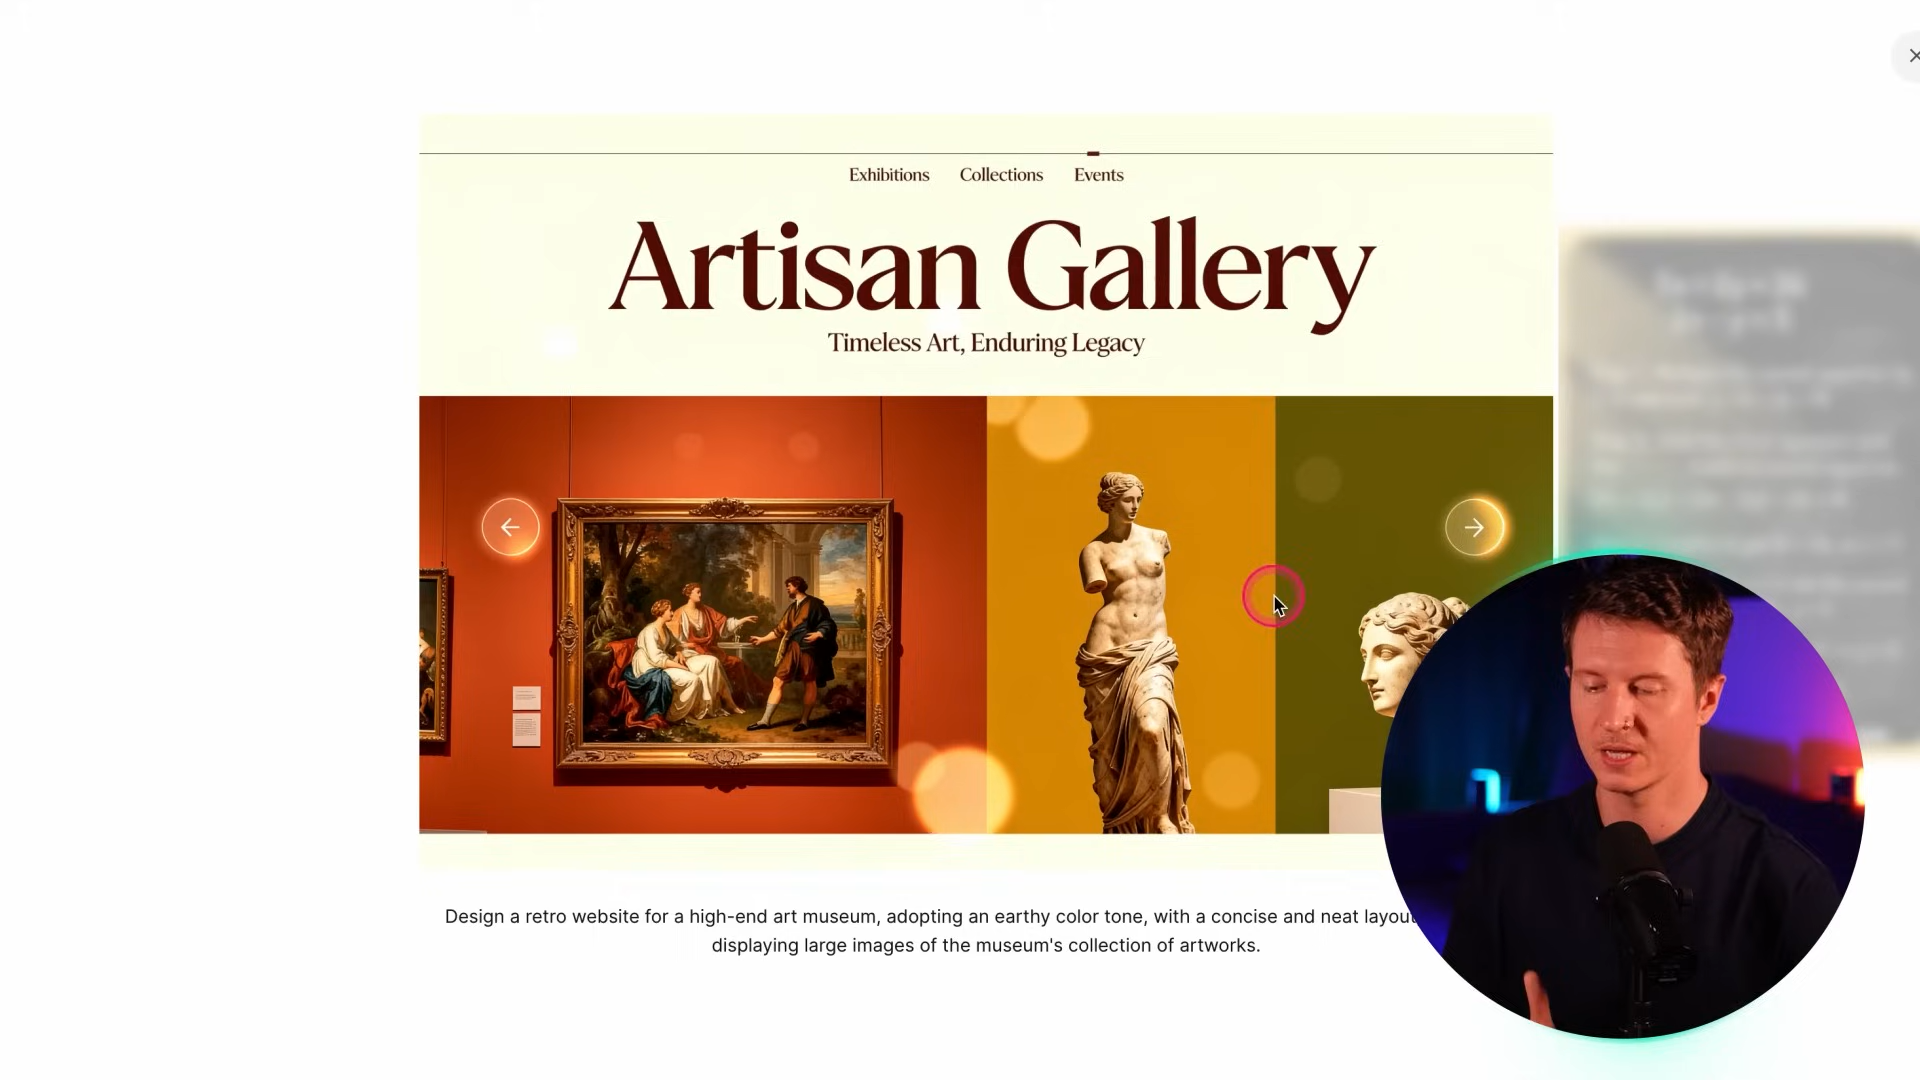 Exhibitions Collections Events
Artisan Gallery
Timeless Art, Enduring Legacy
Design a retro website for a high-end art museum, adopting an earthy color tone, with a concise and neat layout
displaying large images of the museum's collection of artworks.